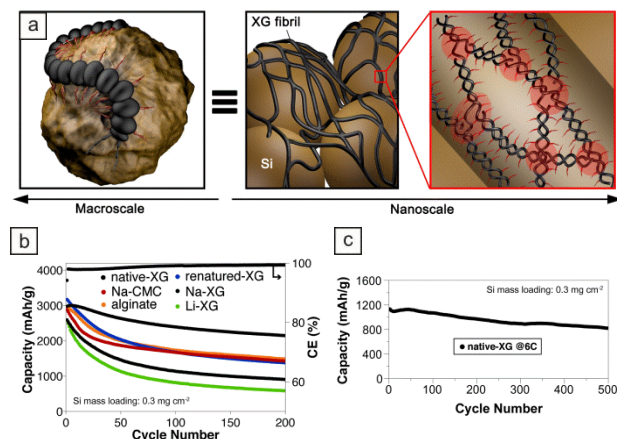 a
XG fibril
Si
Macroscale
Nanoscale
b
Capacity (mAh/g)
4000
3000
2000
1000
0
native-XG
Na-CMC
alginate
renatured-XG
Na-XG
Li-XG
100
80
60
CE (%)
Si mass loading: 0.3 mg cm-2
0
50
100
150
200
Cycle Number
c
Capacity (mAh/g)
1600
1200
800
400
0
Si mass loading: 0.3 mg cm-2
native-XG @6C
0
100
200
300
400
500
Cycle Number